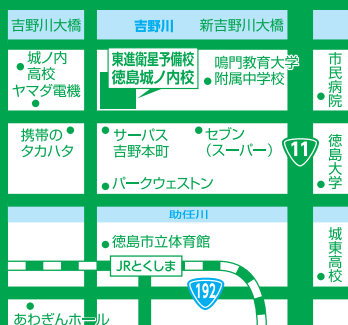 吉野川大橋
吉野川
新吉野川大橋
城ノ内
高校
ヤマダ電機
東進衛星予備校
徳島城ノ内校
鳴門教育大学
附属中学校
市民病院
携帯の
タカハタ
サーパス
吉野本町
セブン
（スーパー）
11
徳島大学
パークウェストン
助任川
徳島市立体育館
城東高校
JRとくしま
192
あわぎんホール